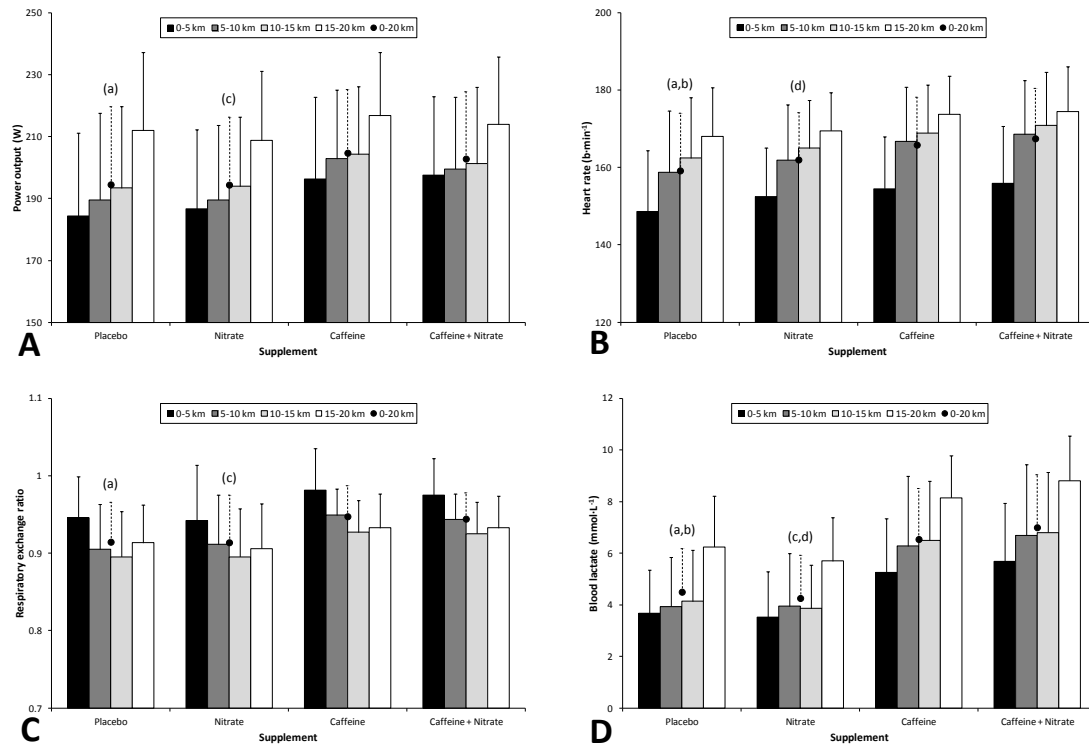 250
230
210
190
170
150
Power output (W)
0-5 km 5-10 km 10-15 km 15-20 km 0-20 km
(a)
(c)
Placebo Nitrate Caffeine Caffeine + Nitrate
Supplement
A
200
180
160
140
120
Heart rate (b·min⁻¹)
0-5 km 5-10 km 10-15 km 15-20 km 0-20 km
(a,b)
(d)
Placebo Nitrate Caffeine Caffeine + Nitrate
Supplement
B
1.1
1
0.9
0.8
0.7
Respiratory exchange ratio
0-5 km 5-10 km 10-15 km 15-20 km 0-20 km
(a)
(c)
Placebo Nitrate Caffeine Caffeine + Nitrate
Supplement
C
12
10
8
6
4
2
0
Blood lactate (mmol·L⁻¹)
0-5 km 5-10 km 10-15 km 15-20 km 0-20 km
(a,b)
(c,d)
Placebo Nitrate Caffeine Caffeine + Nitrate
Supplement
D